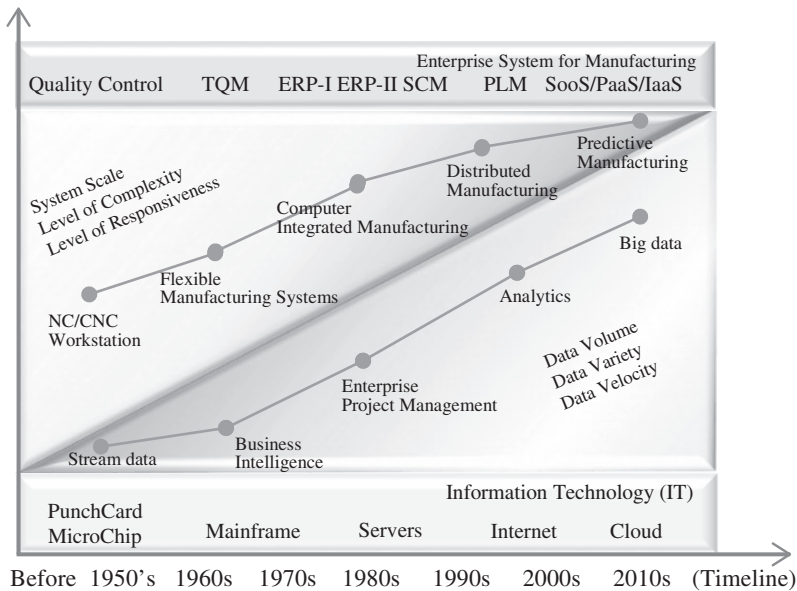 Enterprise System for Manufacturing
Quality Control TQM ERP-I ERP-II SCM PLM SooS/PaaS/IaaS
System Scale
Level of Complexity
Level of Responsiveness
Predictive
Manufacturing
Distributed
Manufacturing
Computer
Integrated Manufacturing
Flexible
Manufacturing Systems
NC/CNC
Workstation
Big data
Analytics
Data Volume
Data Variety
Data Velocity
Enterprise
Project Management
Business
Intelligence
Stream data
Information Technology (IT)
PunchCard
MicroChip
Mainframe Servers Internet Cloud
Before 1950's 1960s 1970s 1980s 1990s 2000s 2010s (Timeline)